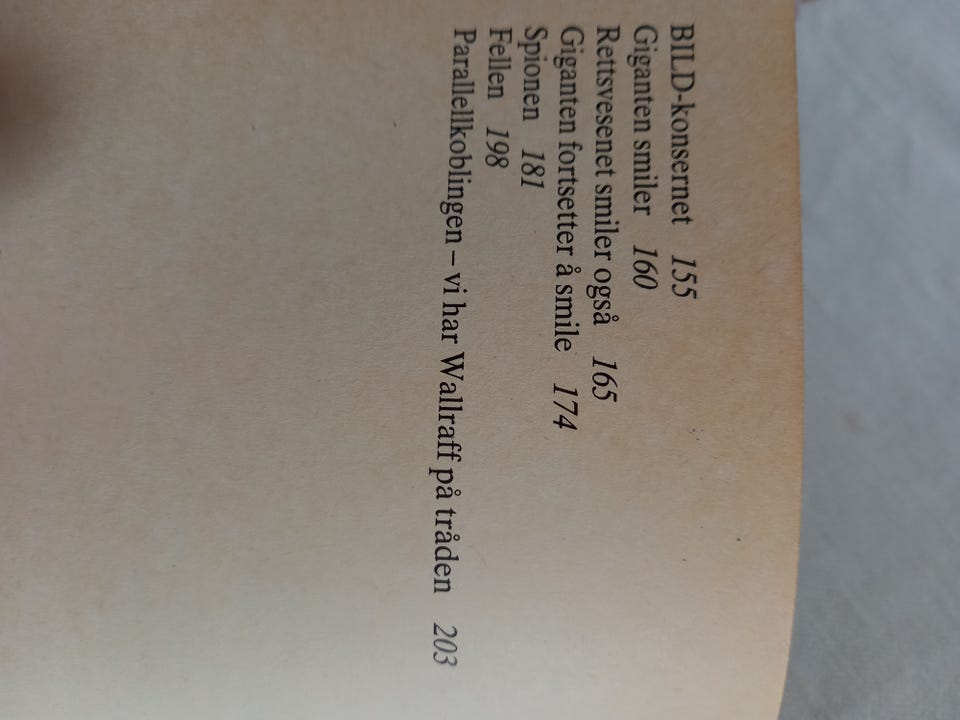 BILD-konsernet 155
Giganten smiler 160
Rettsvesenet smiler også 165
Giganten fortsetter å smile 174
Spionen 181
Fellen 198
Parallellkoblingen – vi har Wallraff på tråden 203